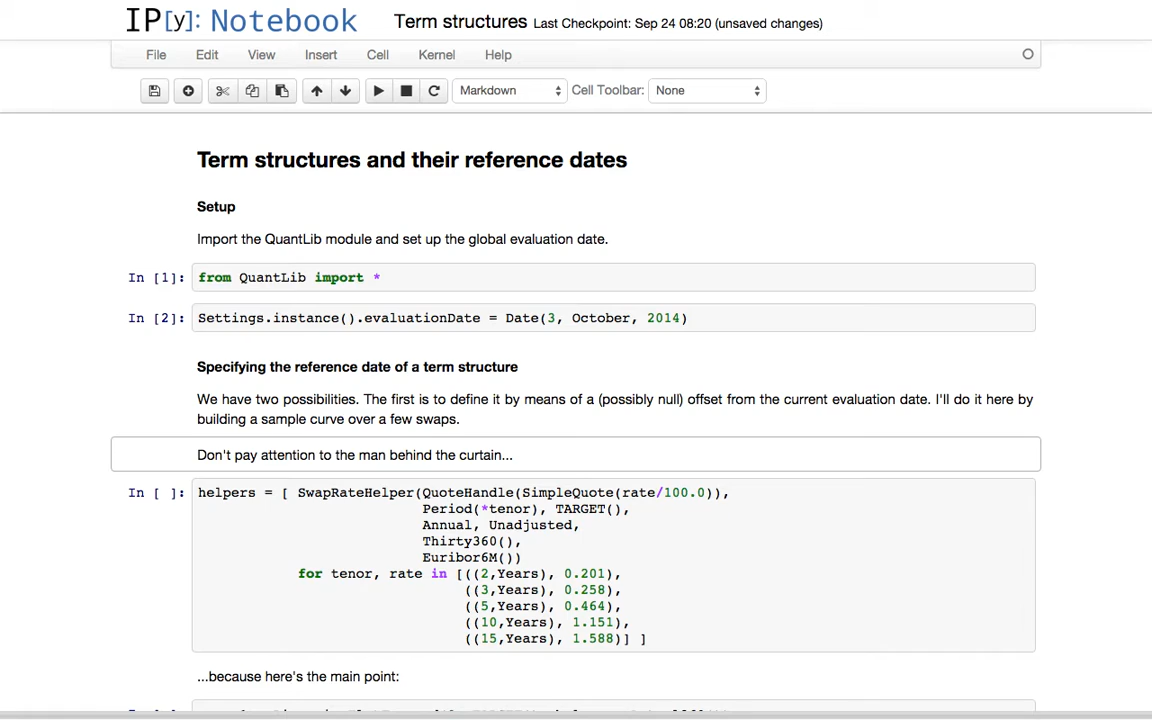 IP[y]: Notebook Term structures Last Checkpoint: Sep 24 08:20 (unsaved changes)
File Edit View Insert Cell Kernel Help
Markdown Cell Toolbar: None
Term structures and their reference dates
Setup
Import the QuantLib module and set up the global evaluation date.
In [1]: from QuantLib import *
In [2]: Settings.instance().evaluationDate = Date(3, October, 2014)
Specifying the reference date of a term structure
We have two possibilities. The first is to define it by means of a (possibly null) offset from the current evaluation date. I'll do it here by
building a sample curve over a few swaps.
Don't pay attention to the man behind the curtain...
In [ ]: helpers = [ SwapRateHelper(QuoteHandle(SimpleQuote(rate/100.0)),
Period(*tenor), TARGET(),
Annual, Unadjusted,
Thirty360(),
Euribor6M())
for tenor, rate in [((2,Years), 0.201),
((3,Years), 0.258),
((5,Years), 0.464),
((10,Years), 1.151),
((15,Years), 1.588)] ]
...because here's the main point: